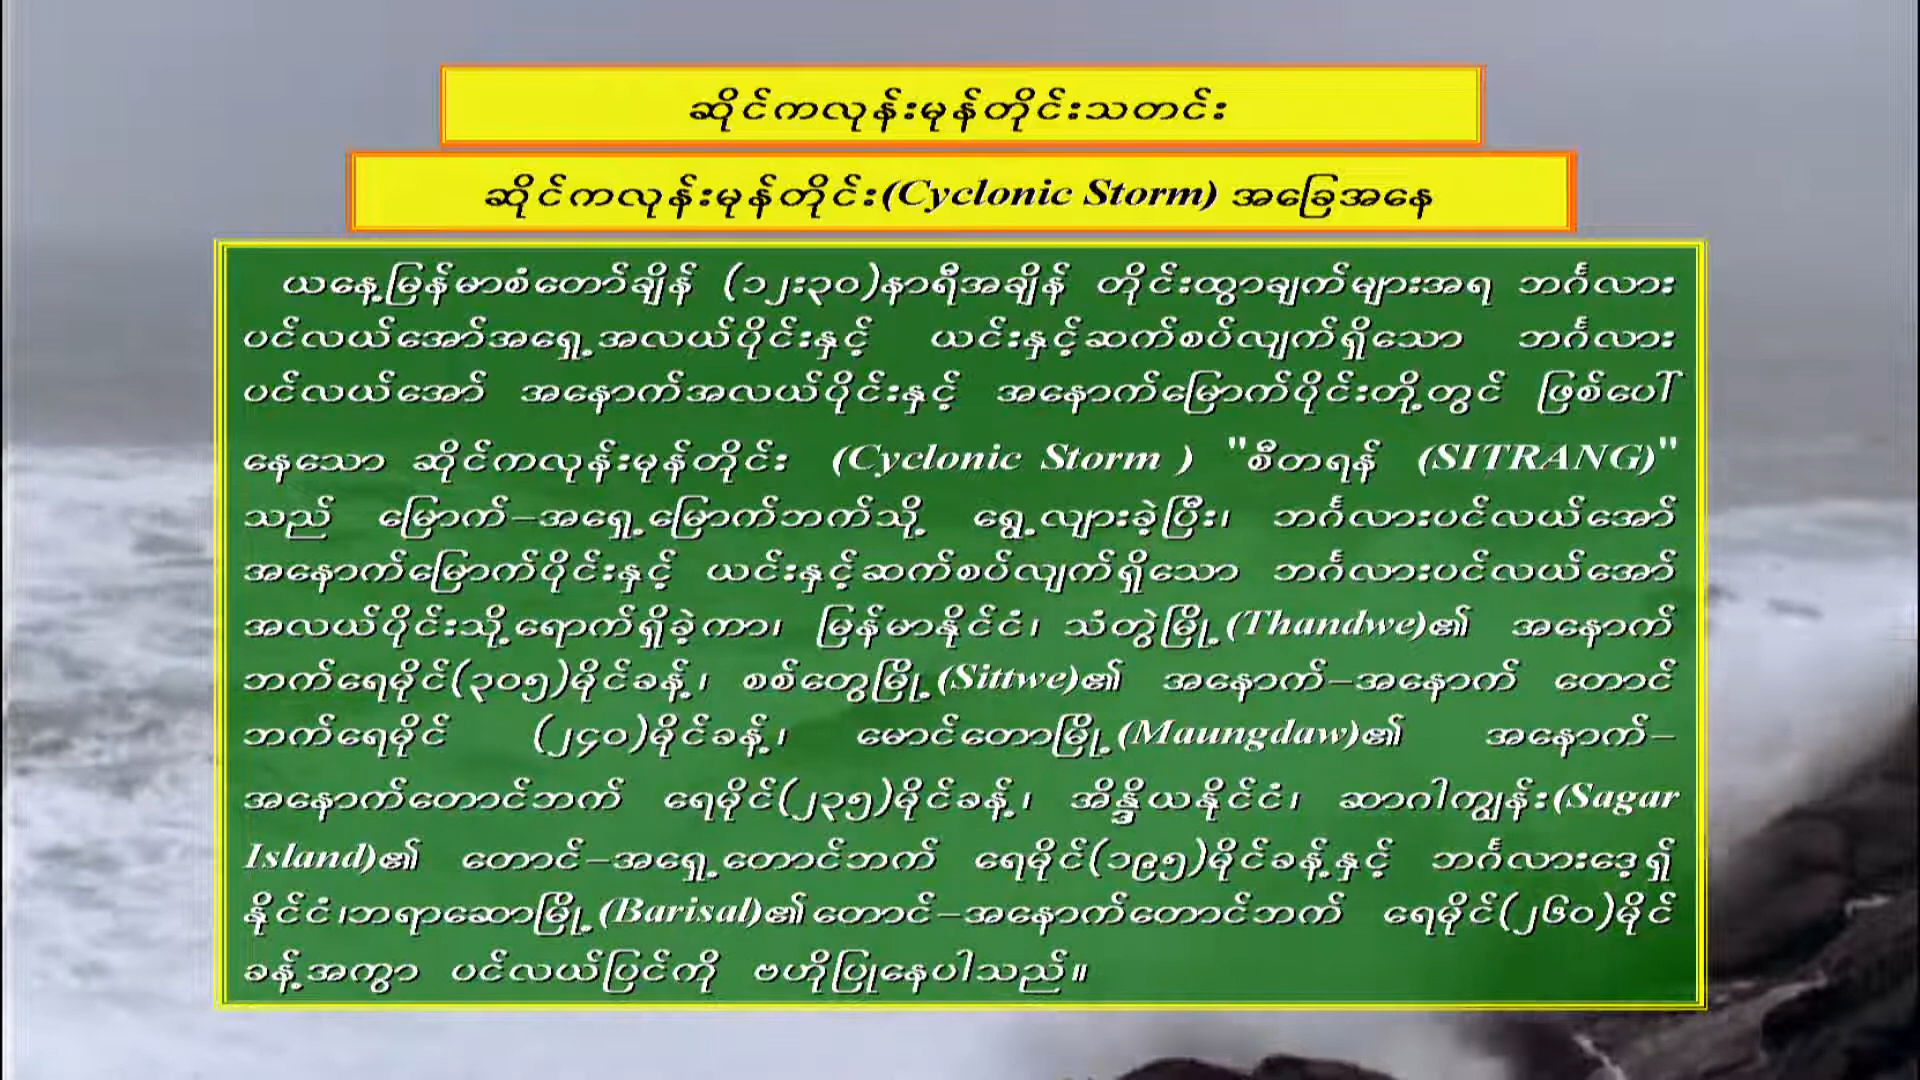 ဆိုင်ကလုန်းမုန်တိုင်းသတင်း
ဆိုင်ကလုန်းမုန်တိုင်း(Cyclonic Storm) အခြေအနေ
ယနေ့မြန်မာစံတော်ချိန် (၁၂း၃၀)နာရီအချိန် တိုင်းထွာချက်များအရ ဘင်္ဂလား
ပင်လယ်အော်အရှေ့အလယ်ပိုင်းနှင့် ယင်းနှင့်ဆက်စပ်လျက်ရှိသော ဘင်္ဂလား
ပင်လယ်အော် အနောက်အလယ်ပိုင်းနှင့် အနောက်မြောက်ပိုင်းတို့တွင် ဖြစ်ပေါ်
နေသော ဆိုင်ကလုန်းမုန်တိုင်း (Cyclonic Storm ) "စီတရန် (SITRANG)"
သည် မြောက်-အရှေ့မြောက်ဘက်သို့ ရွှေ့လျားခဲ့ပြီး၊ ဘင်္ဂလားပင်လယ်အော်
အနောက်မြောက်ပိုင်းနှင့် ယင်းနှင့်ဆက်စပ်လျက်ရှိသော ဘင်္ဂလားပင်လယ်အော်
အလယ်ပိုင်းသို့ရောက်ရှိခဲ့ကာ၊ မြန်မာနိုင်ငံ၊ သံတွဲမြို့(Thandwe)၏ အနောက်
ဘက်ရေမိုင်(၃၀၅)မိုင်ခန့်၊ စစ်တွေမြို့(Sittwe)၏ အနောက်-အနောက် တောင်
ဘက်ရေမိုင် (၂၄၀)မိုင်ခန့်၊ မောင်တောမြို့(Maungdaw)၏ အနောက်-
အနောက်တောင်ဘက် ရေမိုင်(၂၃၅)မိုင်ခန့်၊ အိန္ဒိယနိုင်ငံ၊ ဆာဂါကျွန်း(Sagar
Island)၏ တောင်-အရှေ့တောင်ဘက် ရေမိုင်(၁၉၅)မိုင်ခန့်နှင့် ဘင်္ဂလားဒေ့ရှ်
နိုင်ငံ၊ဘရာဆောမြို့(Barisal)၏ တောင်-အနောက်တောင်ဘက် ရေမိုင်(၂၆၀)မိုင်
ခန့်အကွာ ပင်လယ်ပြင်ကို ဗဟိုပြုနေပါသည်။